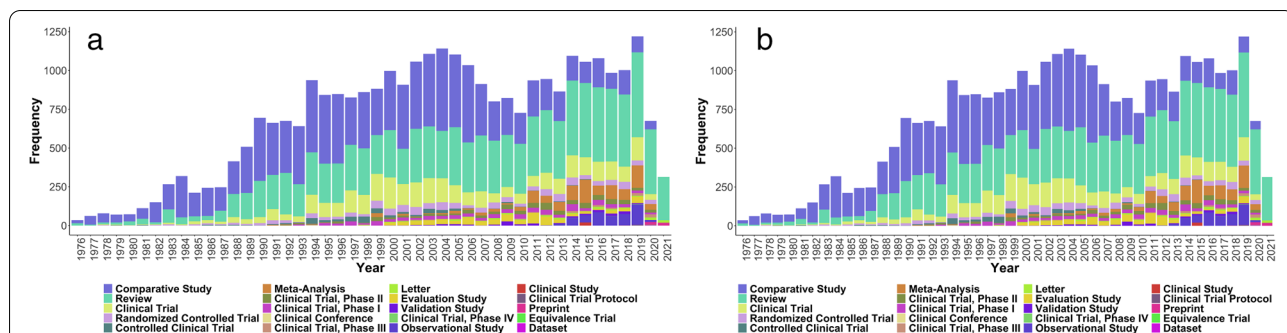 a
Frequency
1250
1000
750
500
250
0
1976 1977 1978 1979 1980 1981 1982 1983 1984 1985 1986 1987 1988 1989 1990 1991 1992 1993 1994 1995 1996 1997 1998 1999 2000 2001 2002 2003 2004 2005 2006 2007 2008 2009 2010 2011 2012 2013 2014 2015 2016 2017 2018 2019 2020 2021
Year
Comparative Study Meta-Analysis Letter Clinical Study
Review Clinical Trial, Phase II Evaluation Study Clinical Trial Protocol
Clinical Trial Clinical Trial, Phase I Validation Study Preprint
Randomized Controlled Trial Clinical Conference Clinical Trial, Phase IV Equivalence Trial
Controlled Clinical Trial Clinical Trial, Phase III Observational Study Dataset
b
Frequency
1250
1000
750
500
250
0
1976 1977 1978 1979 1980 1981 1982 1983 1984 1985 1986 1987 1988 1989 1990 1991 1992 1993 1994 1995 1996 1997 1998 1999 2000 2001 2002 2003 2004 2005 2006 2007 2008 2009 2010 2011 2012 2013 2014 2015 2016 2017 2018 2019 2020 2021
Year
Comparative Study Meta-Analysis Letter Clinical Study
Review Clinical Trial, Phase II Evaluation Study Clinical Trial Protocol
Clinical Trial Clinical Trial, Phase I Validation Study Preprint
Randomized Controlled Trial Clinical Conference Clinical Trial, Phase IV Equivalence Trial
Controlled Clinical Trial Clinical Trial, Phase III Observational Study Dataset